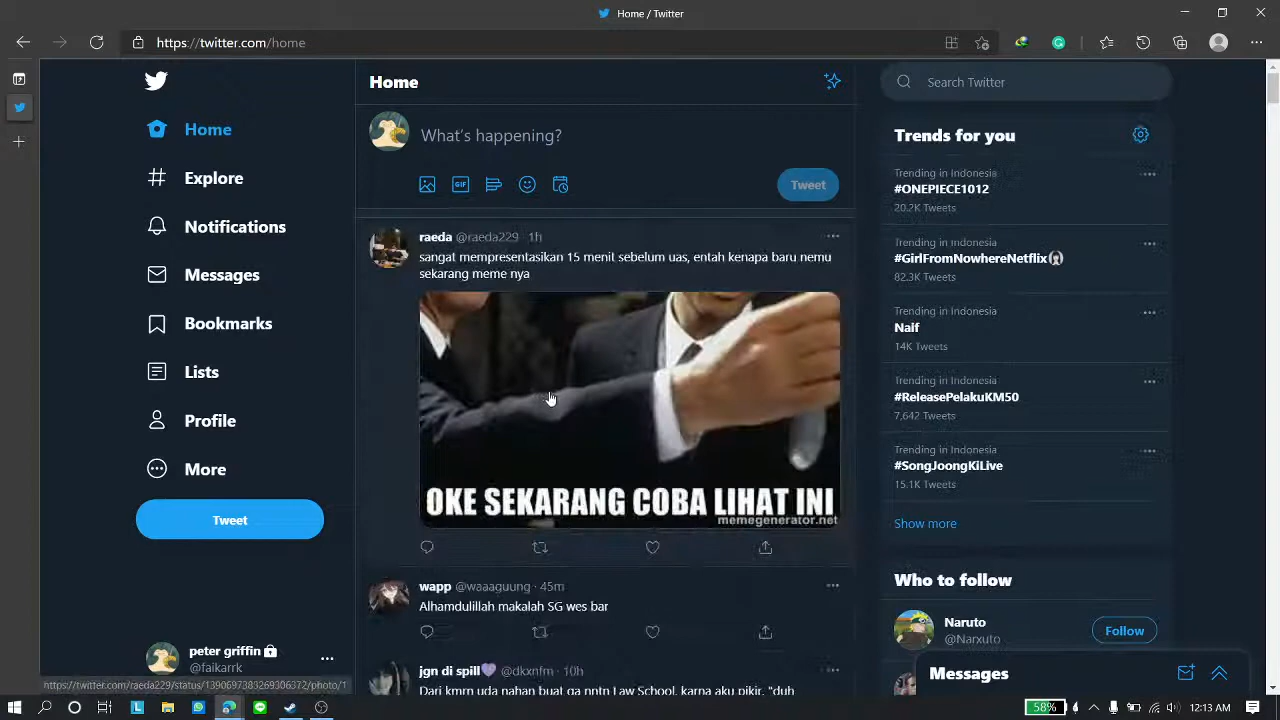 Home / Twitter
https://twitter.com/home
Home
Explore
Notifications
Messages
Bookmarks
Lists
Profile
More
Tweet
peter griffin
@faikarrk
https://twitter.com/raeda229/status/1390697383269306372/photo/1
Home
What's happening?
GIF
Tweet
raeda @raeda229 · 1h
sangat mempresentasikan 15 menit sebelum uas, entah kenapa baru nemu
sekarang meme nya
OKE SEKARANG COBA LIHAT INI
memegenerator.net
wapp @waaaguung · 45m
Alhamdulillah makalah SG wes bar
jgn di spill💜 @dkxnfm · 10h
Dari kmrn uda nahan buat ga nntn Law School, karna aku pikir, "duh
Search Twitter
Trends for you
Trending in Indonesia
#ONEPIECE1012
20.2K Tweets
Trending in Indonesia
#GirlFromNowhereNetflix
82.3K Tweets
Trending in Indonesia
Naif
14K Tweets
Trending in Indonesia
#ReleasePelakuKM50
7,642 Tweets
Trending in Indonesia
#SongJoongKiLive
15.1K Tweets
Show more
Who to follow
Naruto
@Narxuto
Follow
Messages
58%
12:13 AM